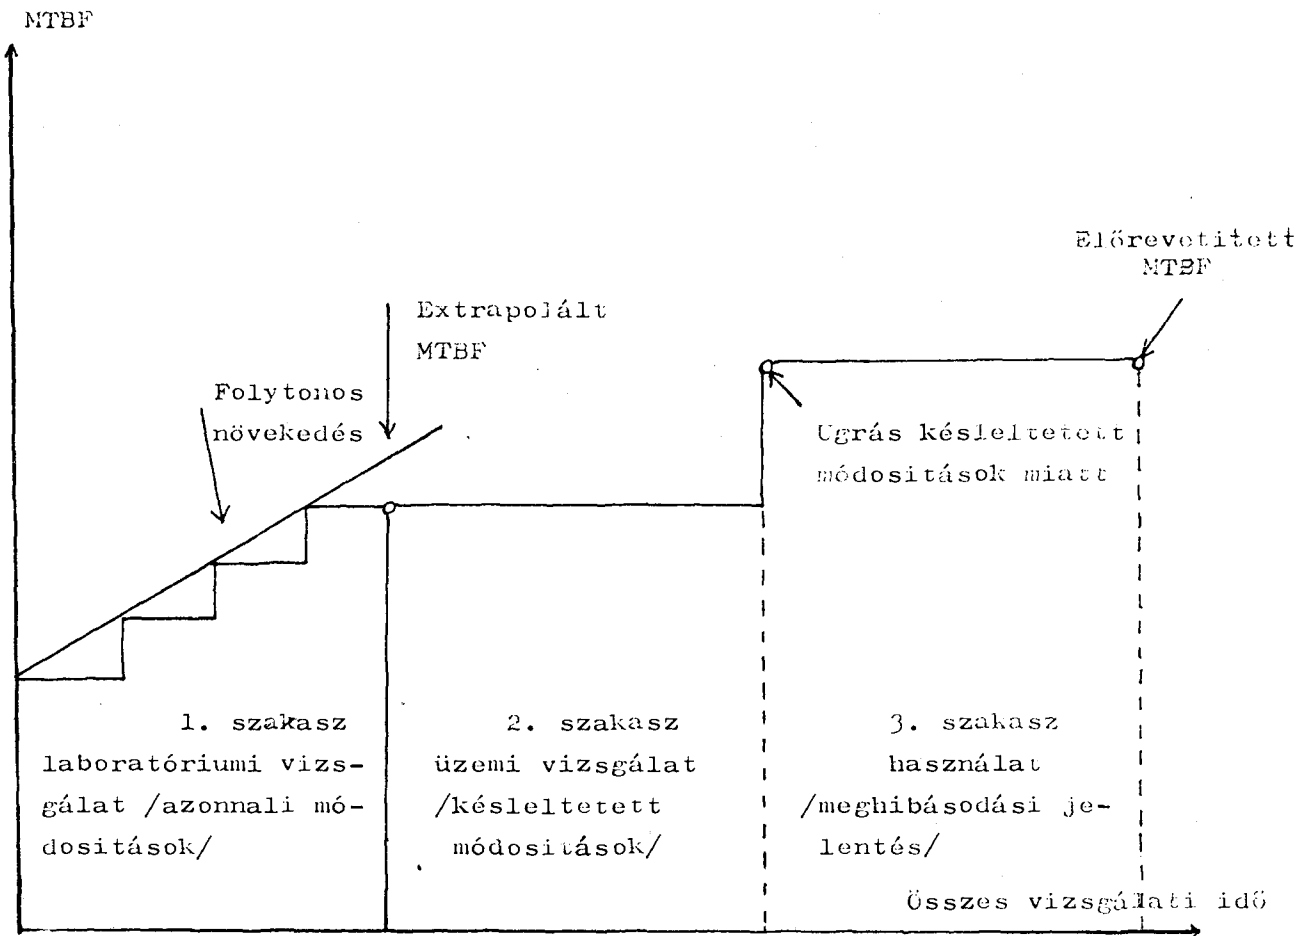 MTBF
Előrevetitett
MTBF
Extrapolált
MTBF
Folytonos
növekedés
Ugrás késleltetett
módositások miatt
1. szakasz
laboratóriumi vizs-
gálat /azonnali mó-
dositások/
2. szakasz
üzemi vizsgálat
/késleltetett
módositások/
3. szakasz
használat
/meghibásodási je-
lentés/
Összes vizsgálati idő